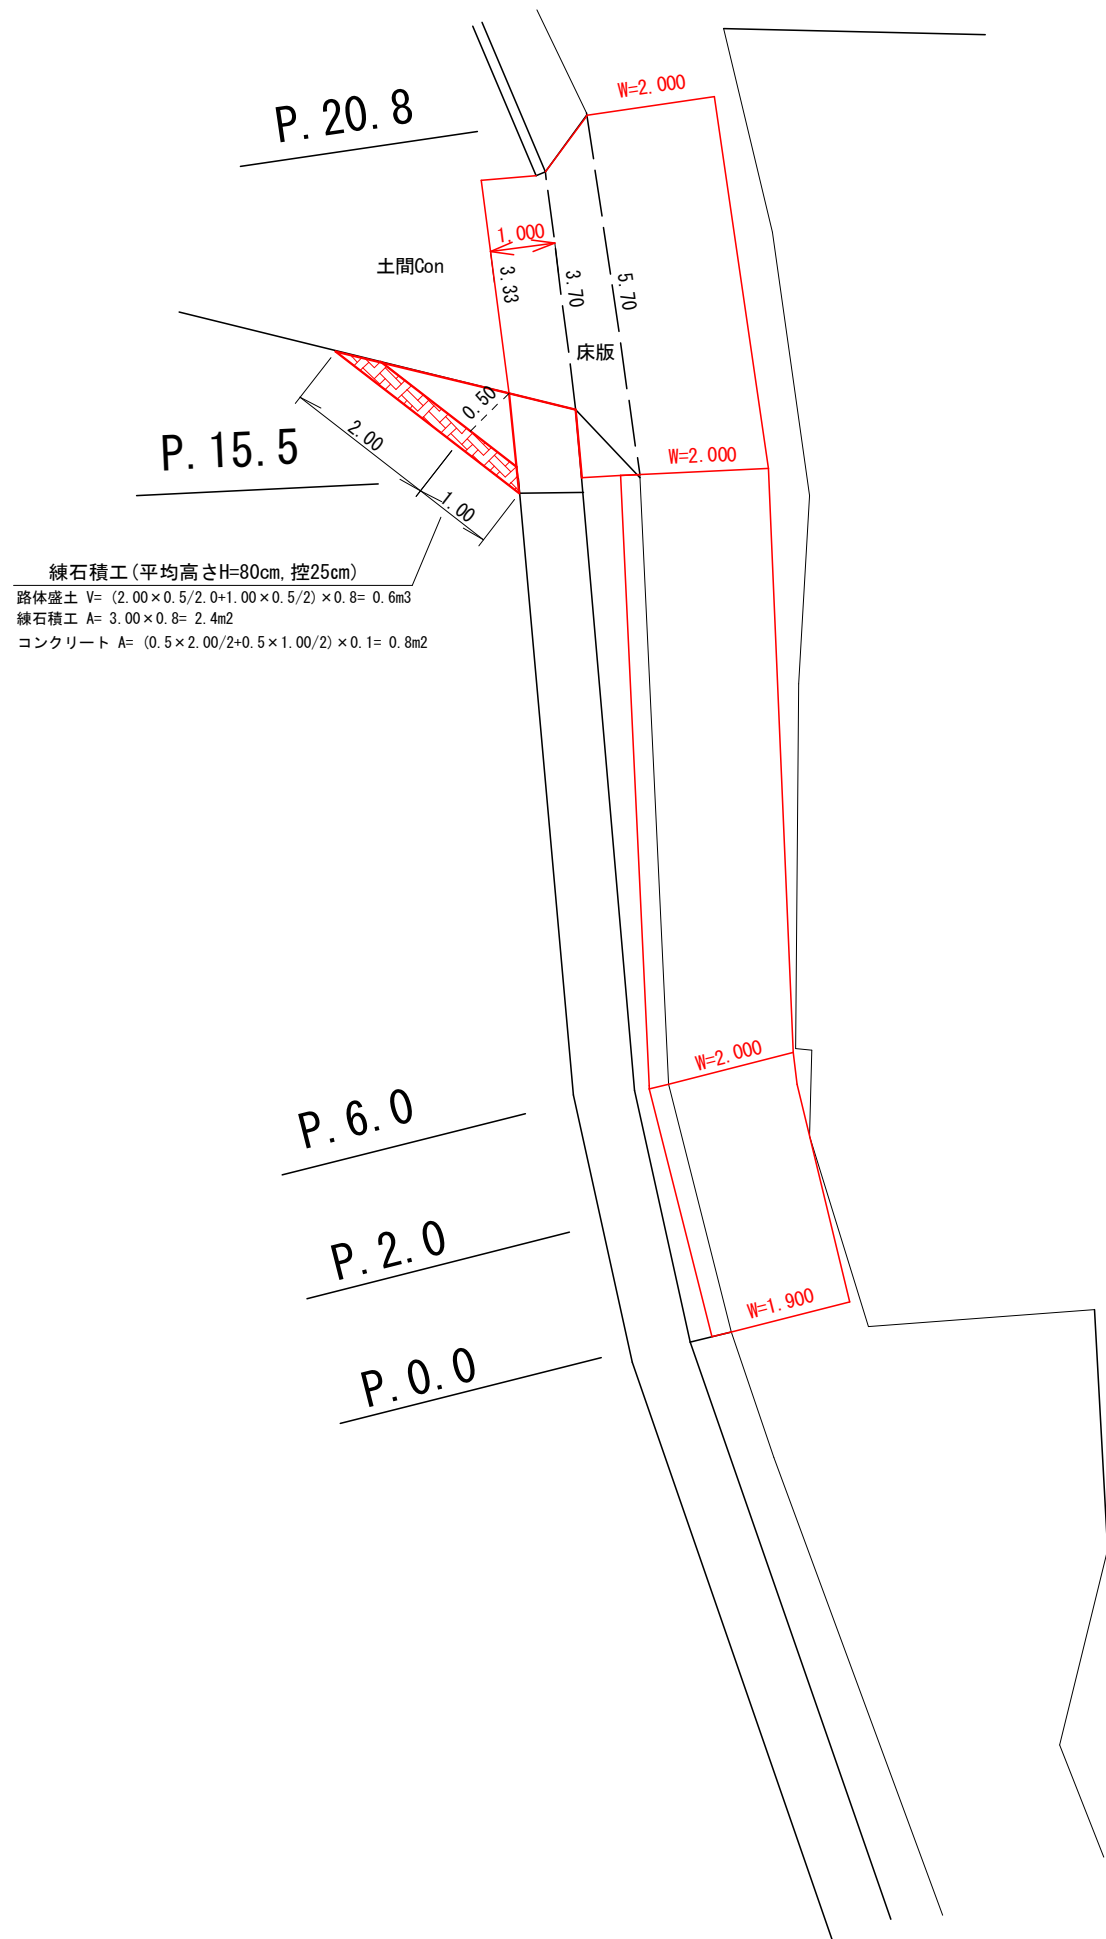 W=2.000
P.20.8
1.000
土間Con
3.33
3.70
5.70
床版
0.50
2.00
P.15.5
W=2.000
1.00
練石積工(平均高さH=80cm,控25cm)
路体盛土 V= (2.00×0.5/2.0+1.00×0.5/2)×0.8= 0.6m3
練石積工 A= 3.00×0.8= 2.4m2
コンクリート A= (0.5×2.00/2+0.5×1.00/2)×0.1= 0.8m2
W=2.000
P.6.0
P.2.0
W=1.900
P.0.0